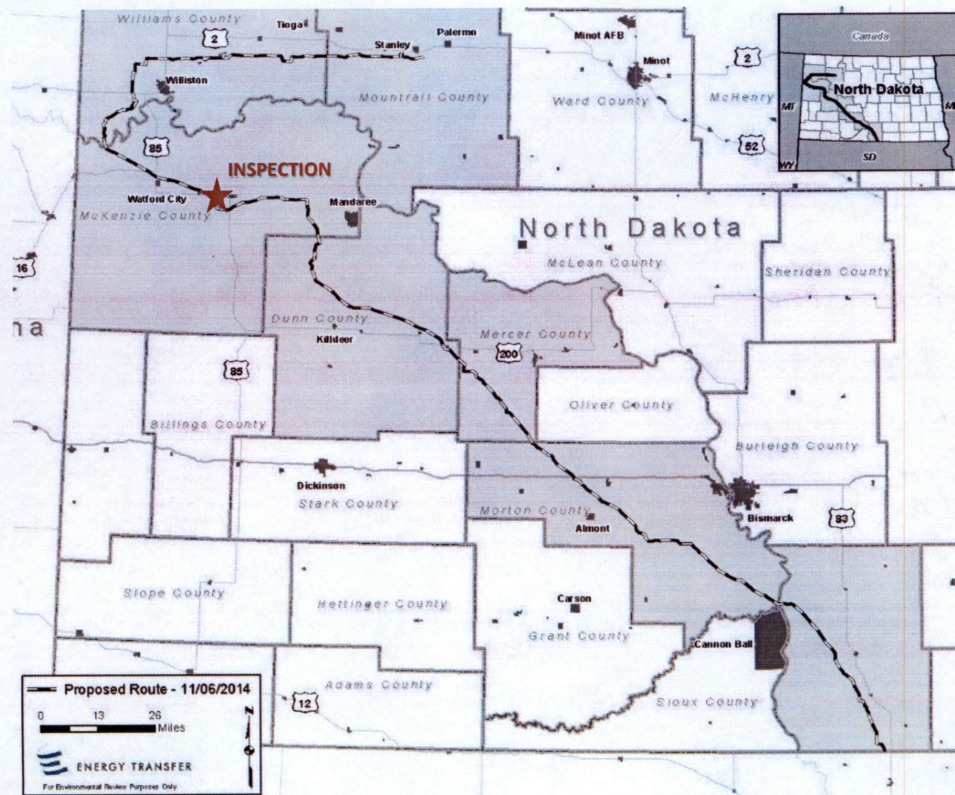 Williams County
Tioga
2
Stanley
Palermo
Minot AFB
Minot
2
Canada
North Dakota
MT
WY
SD
Williston
Mountrail County
Ward County
McHenry
52
85
INSPECTION
Watford City
McKenzie County
Mandaree
North Dakota
McLean County
Sheridan County
16
na
Dunn County
Killdeer
Mercer County
200
85
Oliver County
Billings County
Burleigh County
Dickinson
Stark County
Morton County
Almont
Bismarck
83
Slope County
Hettinger County
Carson
Grant County
Cannon Ball
Adams County
Sioux County
12
Proposed Route - 11/06/2014
0 13 26
Miles
N
ENERGY TRANSFER
For Environmental Review Purposes Only